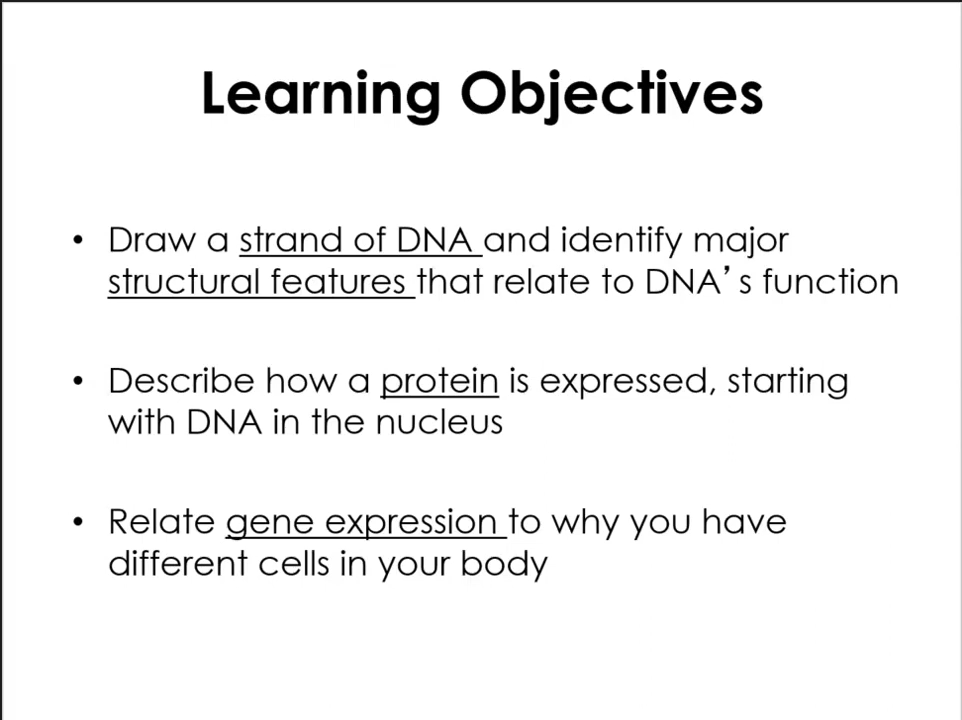 Learning Objectives
• Draw a strand of DNA and identify major
structural features that relate to DNA’s function
• Describe how a protein is expressed, starting
with DNA in the nucleus
• Relate gene expression to why you have
different cells in your body